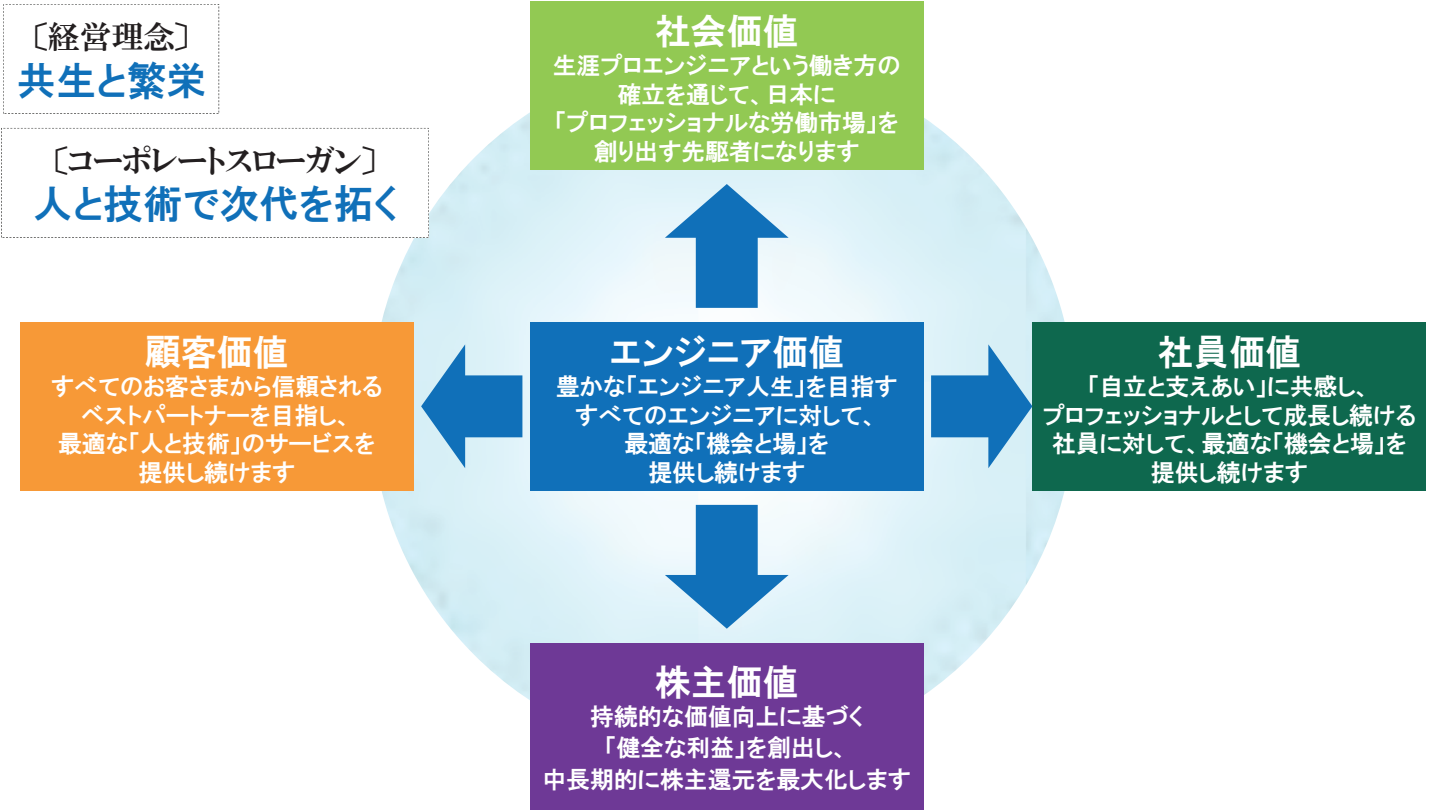 〔経営理念〕
共生と繁栄
〔コーポレートスローガン〕
人と技術で次代を拓く
社会価値
生涯プロエンジニアという働き方の
確立を通じて、日本に
「プロフェッショナルな労働市場」を
創り出す先駆者になります
顧客価値
すべてのお客さまから信頼される
ベストパートナーを目指し、
最適な「人と技術」のサービスを
提供し続けます
エンジニア価値
豊かな「エンジニア人生」を目指す
すべてのエンジニアに対して、
最適な「機会と場」を
提供し続けます
社員価値
「自立と支えあい」に共感し、
プロフェッショナルとして成長し続ける
社員に対して、最適な「機会と場」を
提供し続けます
株主価値
持続的な価値向上に基づく
「健全な利益」を創出し、
中長期的に株主還元を最大化します